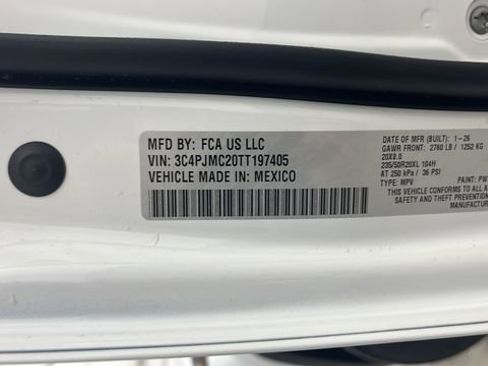 MFD BY: FCA US LLC
VIN: 3C4PJMC20TT197405
VEHICLE MADE IN: MEXICO
DATE OF MFR (BUILT): 1-26
GAWR FRONT: 2760 LB / 1252 KG
20X8.0
235/50R20XL 104H
AT 250 kPa / 36 PSI
TYPE: MPV PAINT: PW
THIS VEHICLE CONFORMS TO ALL A
SAFETY AND THEFT PREVENTION
MANUFACTUR